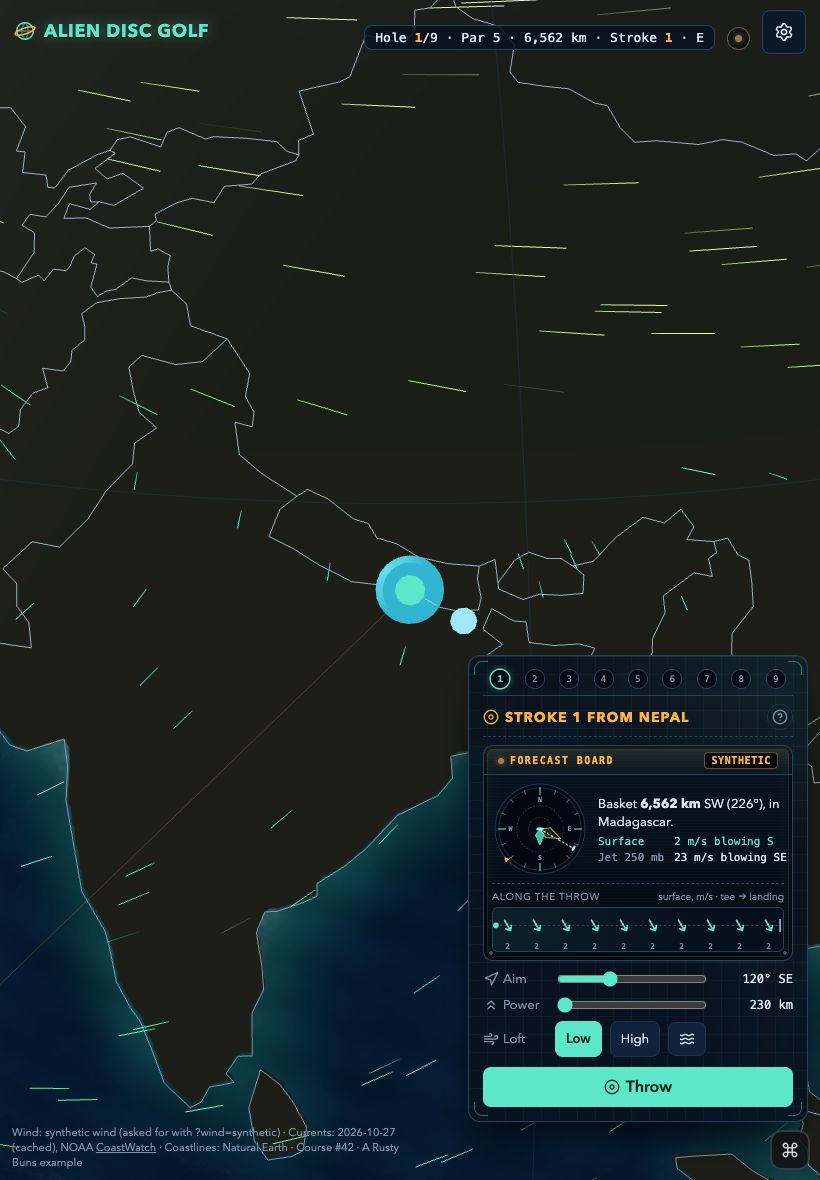 ALIEN DISC GOLF
Hole 1/9 · Par 5 · 6,562 km · Stroke 1 · E
1 2 3 4 5 6 7 8 9
STROKE 1 FROM NEPAL
?
FORECAST BOARD
SYNTHETIC
N
W E
S
Basket 6,562 km SW (226°), in
Madagascar.
Surface 2 m/s blowing S
Jet 250 mb 23 m/s blowing SE
ALONG THE THROW surface, m/s · tee → landing
2 2 2 2 2 2 2 2 2 2
Aim 120° SE
Power 230 km
Loft Low High
Throw
Wind: synthetic wind (asked for with ?wind=synthetic) · Currents: 2026-10-27
(cached), NOAA CoastWatch · Coastlines: Natural Earth · Course #42 · A Rusty
Buns example
⌘